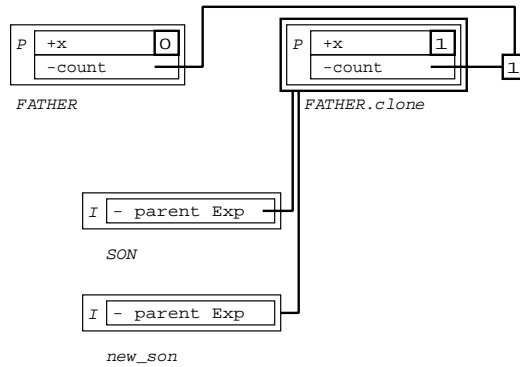 P +x 0
-count
FATHER
P +x 1
-count
1
FATHER.clone
I - parent Exp
SON
I - parent Exp
new_son